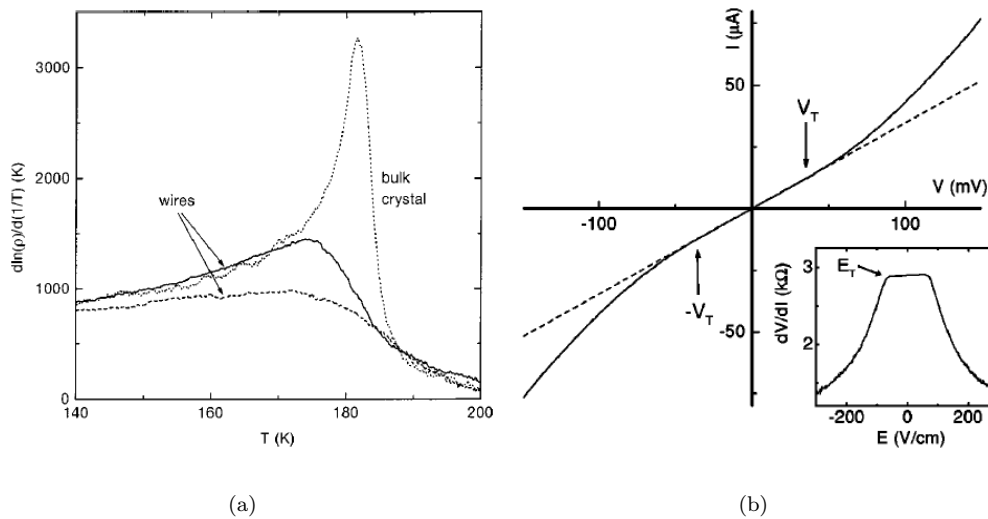 3000
2000
1000
0
140
160
180
200
T (K)
dln(ρ)/d(1/T) (K)
wires
bulk
crystal
(a)
I (μA)
50
-50
-100
100
V (mV)
V_T
-V_T
E_T
dV/dI (kΩ)
3
2
-200
0
200
E (V/cm)
(b)